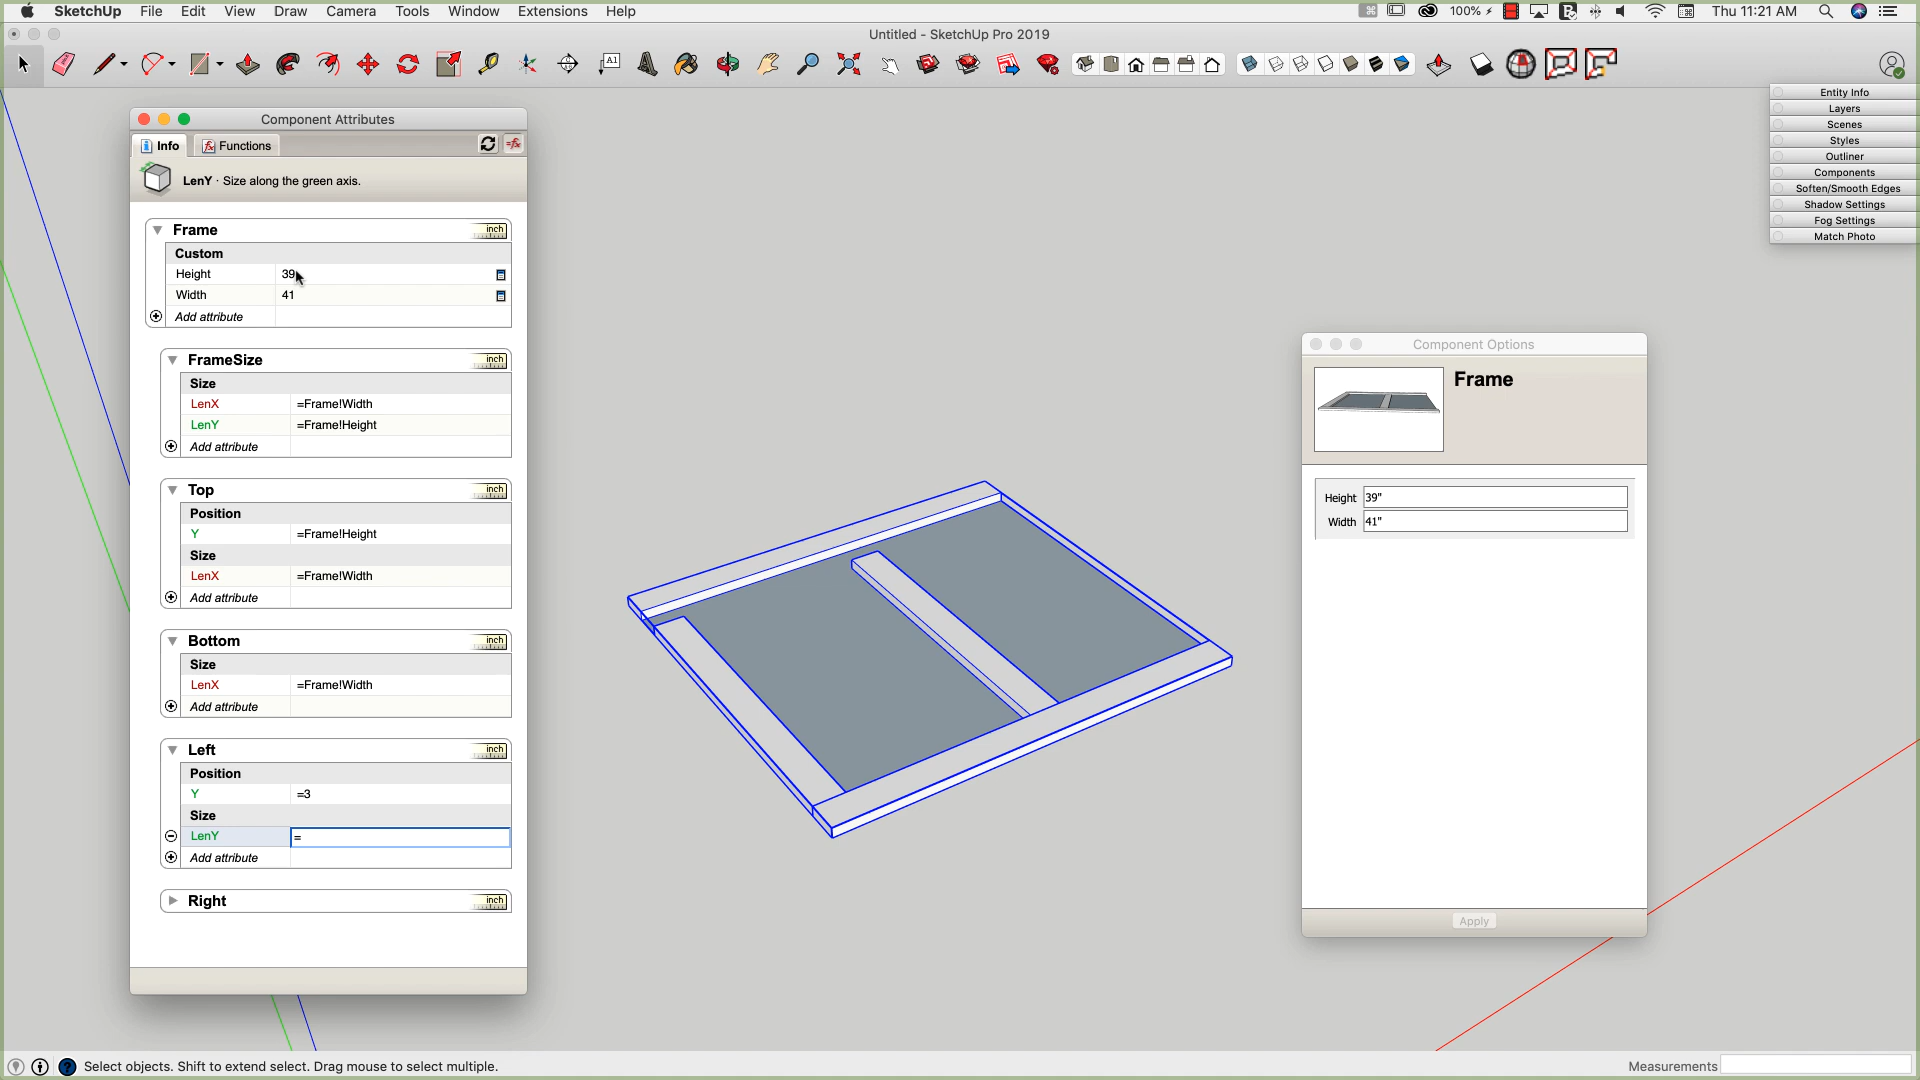 SketchUp File Edit View Draw Camera Tools Window Extensions Help 100% Thu 11:21 AM
Untitled - SketchUp Pro 2019
A1
Component Attributes
Info Functions
LenY · Size along the green axis.
Frame inch
Custom
Height 39
Width 41
Add attribute
FrameSize inch
Size
LenX =Frame!Width
LenY =Frame!Height
Add attribute
Top inch
Position
Y =Frame!Height
Size
LenX =Frame!Width
Add attribute
Bottom inch
Size
LenX =Frame!Width
Add attribute
Left inch
Position
Y =3
Size
LenY =
Add attribute
Right inch
Entity Info
Layers
Scenes
Styles
Outliner
Components
Soften/Smooth Edges
Shadow Settings
Fog Settings
Match Photo
Component Options
Frame
Height 39"
Width 41"
Apply
Select objects. Shift to extend select. Drag mouse to select multiple.
Measurements